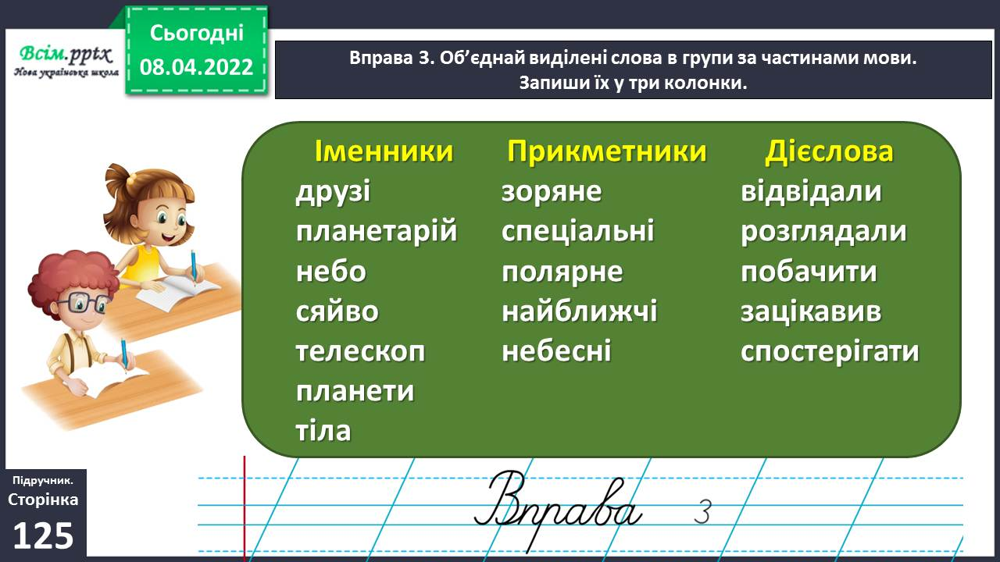 Всім.pptx
Нова українська школа
Сьогодні
08.04.2022
Вправа 3. Об’єднай виділені слова в групи за частинами мови.
Запиши їх у три колонки.
Іменники Прикметники Дієслова
друзі зоряне відвідали
планетарій спеціальні розглядали
небо полярне побачити
сяйво найближчі зацікавив
телескоп небесні спостерігати
планети
тіла
Підручник.
Сторінка
125
Вправа 3